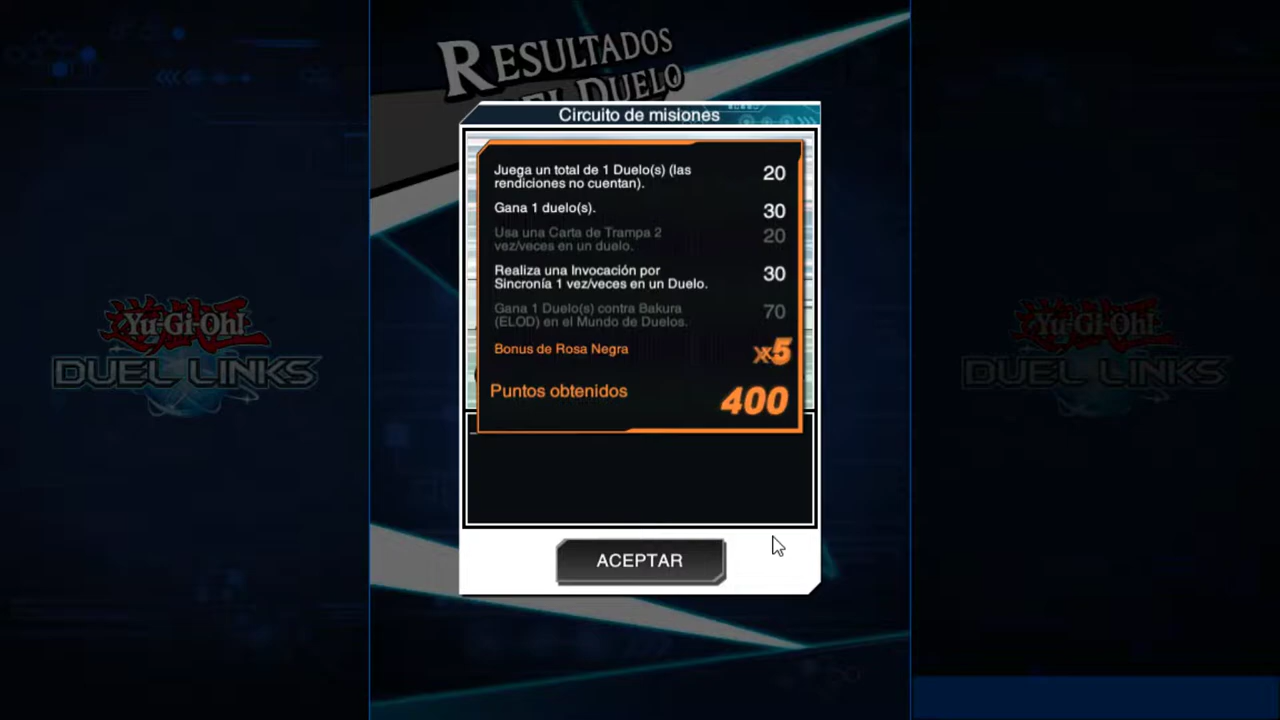 RESULTADOS
DEL DUELO
Circuito de misiones
Juega un total de 1 Duelo(s) (las
rendiciones no cuentan). 20
Gana 1 duelo(s). 30
Usa una Carta de Trampa 2
vez/veces en un duelo. 20
Realiza una Invocación por
Sincronía 1 vez/veces en un Duelo. 30
Gana 1 Duelo(s) contra Bakura
(ELOD) en el Mundo de Duelos. 70
Bonus de Rosa Negra x5
Puntos obtenidos 400
ACEPTAR
Yu-Gi-Oh!
DUEL LINKS
Yu-Gi-Oh!
DUEL LINKS